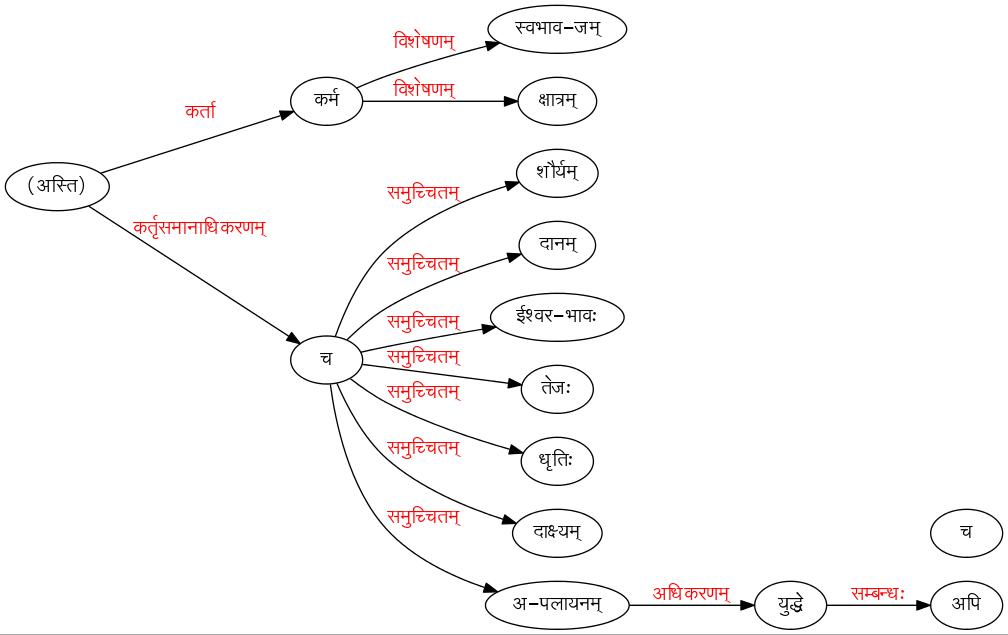 स्वभाव-जम्
विशेषणम्
कर्म
विशेषणम्
क्षात्रम्
कर्ता
शौर्यम्
(अस्ति)
समुच्चितम्
कर्तृसमानाधिकरणम्
दानम्
समुच्चितम्
ईश्वर-भावः
समुच्चितम्
च
समुच्चितम्
तेजः
समुच्चितम्
धृतिः
समुच्चितम्
दाक्ष्यम्
च
समुच्चितम्
अ-पलायनम्
अधिकरणम्
युद्धे
सम्बन्धः
अपि